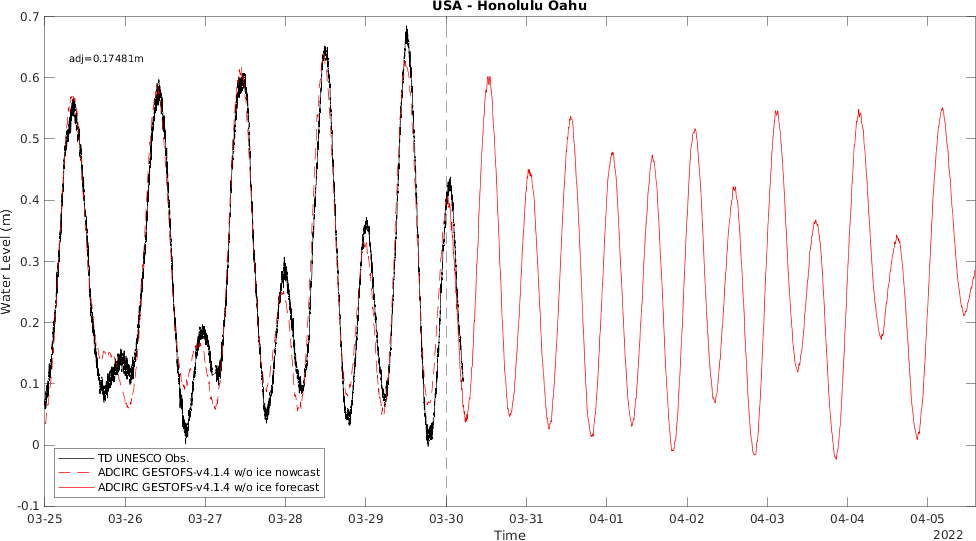 USA - Honolulu Oahu
adj=0.17481m
0.7
0.6
0.5
0.4
0.3
0.2
0.1
0
-0.1
Water Level (m)
TD UNESCO Obs.
ADCIRC GESTOFS-v4.1.4 w/o ice nowcast
ADCIRC GESTOFS-v4.1.4 w/o ice forecast
03-25 03-26 03-27 03-28 03-29 03-30 03-31 04-01 04-02 04-03 04-04 04-05
Time
2022